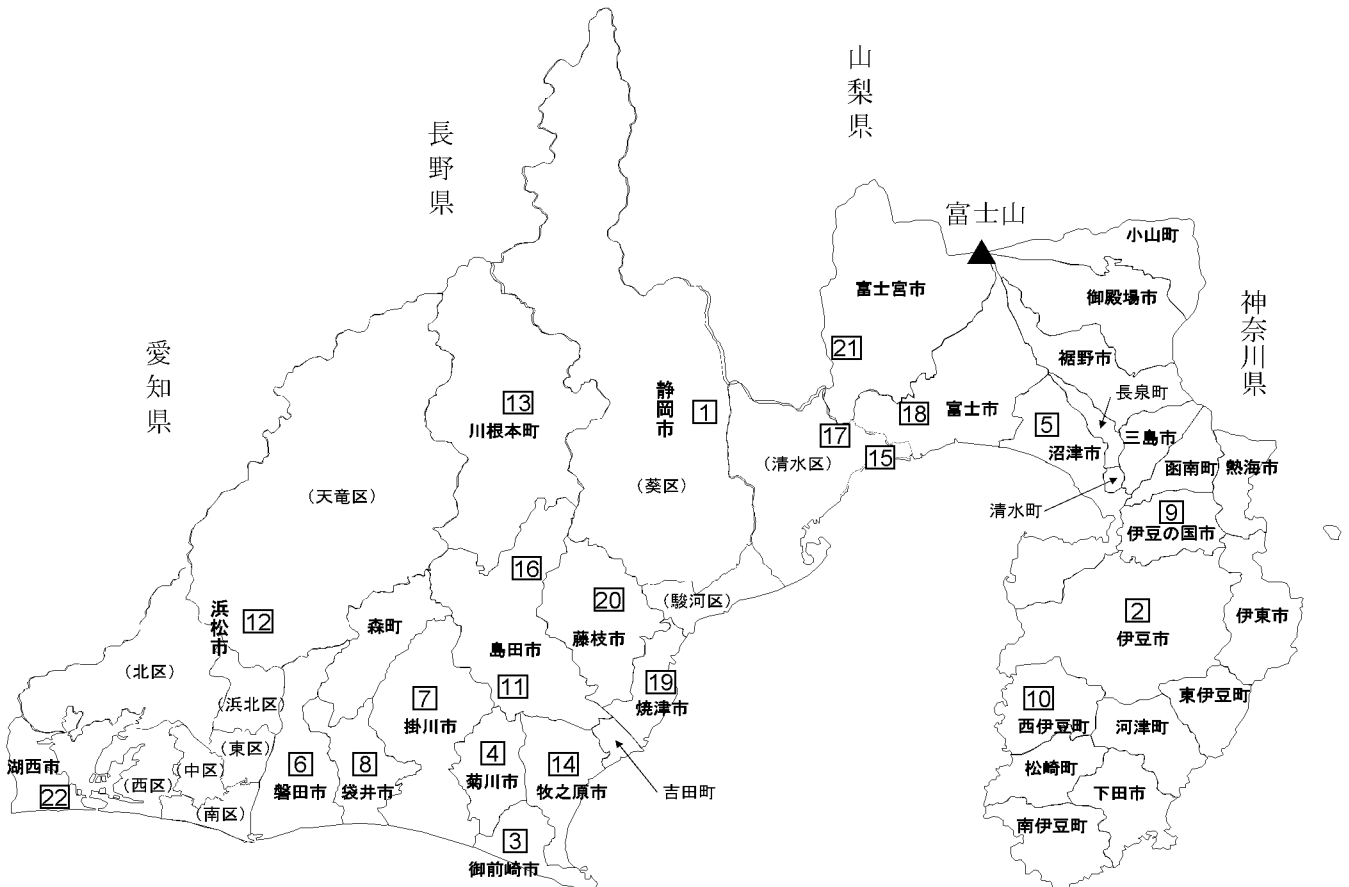 山梨県
長野県
富士山
小山町
富士宮市
御殿場市
神奈川県
愛知県
21
裾野市
静岡市
1
13
川根本町
長泉町
18
富士市
5
沼津市
三島市
函南町
熱海市
17
15
(清水区)
(葵区)
(天竜区)
清水町
9
伊豆の国市
16
20
(駿河区)
藤枝市
2
伊豆市
伊東市
浜松市
12
森町
島田市
(北区)
(浜北区)
11
19
焼津市
7
掛川市
10
西伊豆町
東伊豆町
河津町
湖西市
22
(東区)
(中区)
(西区)
(南区)
6
磐田市
8
袋井市
4
菊川市
14
牧之原市
吉田町
松崎町
下田市
3
御前崎市
南伊豆町